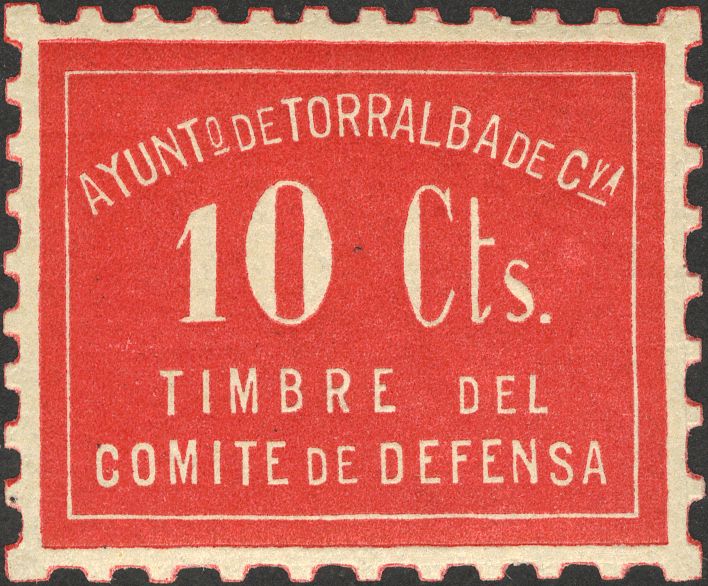 AYUNTO DE TORRALBA DE CVA
10 Cts.
TIMBRE DEL
COMITE DE DEFENSA